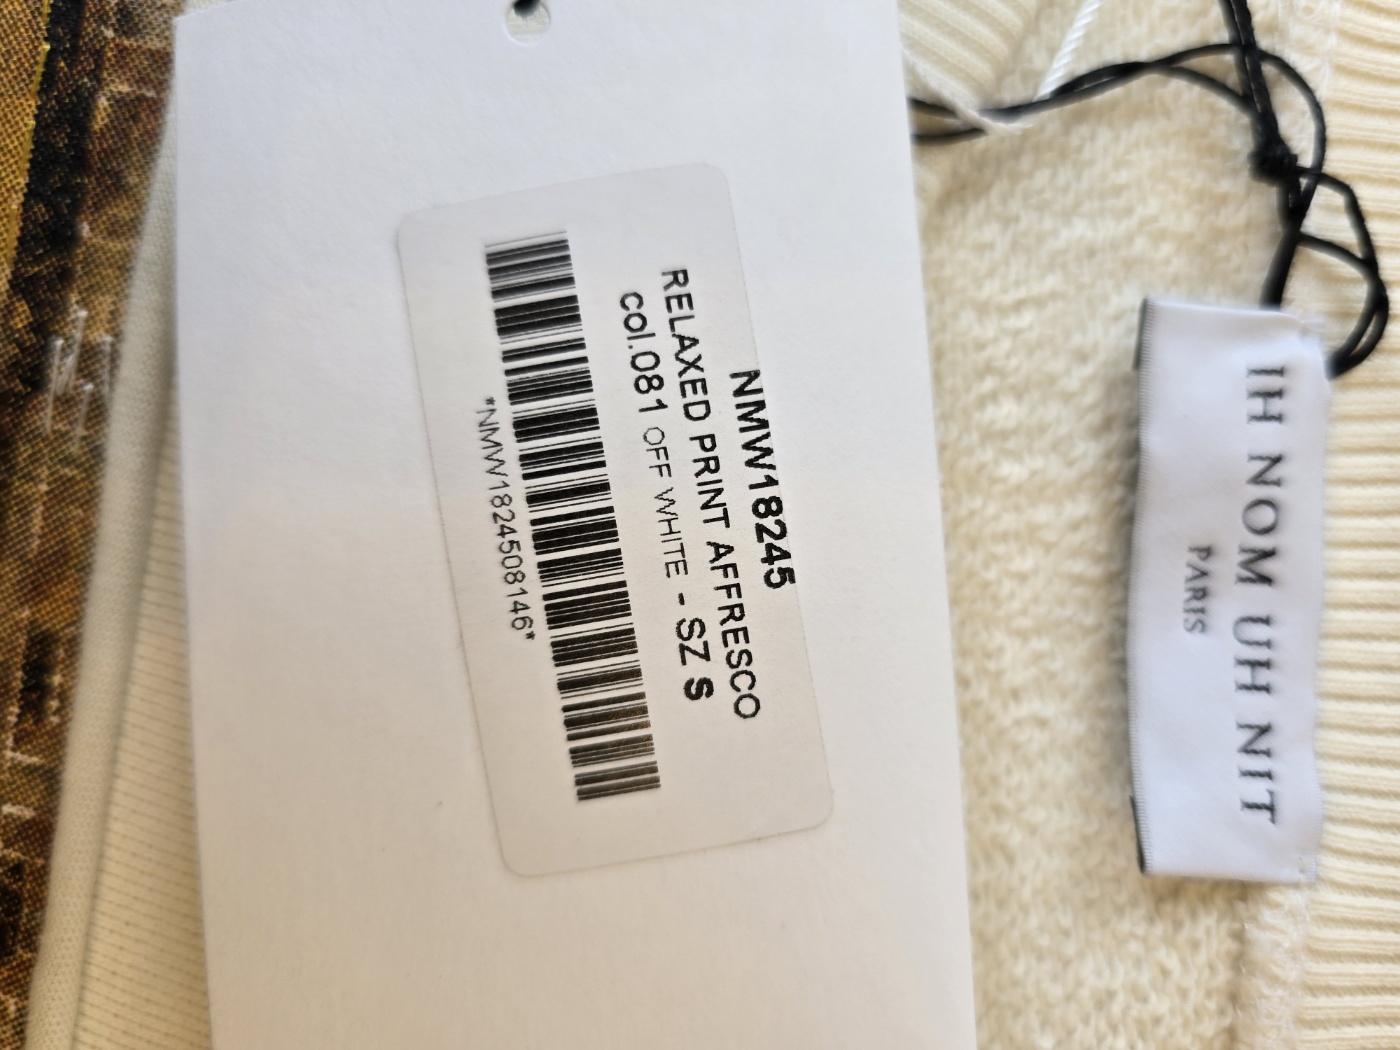 NMW18245
RELAXED PRINT AFFRESCO
col.081 OFF WHITE - SZ S
*NMW1824508146*
IH NOM UH NIT
PARIS